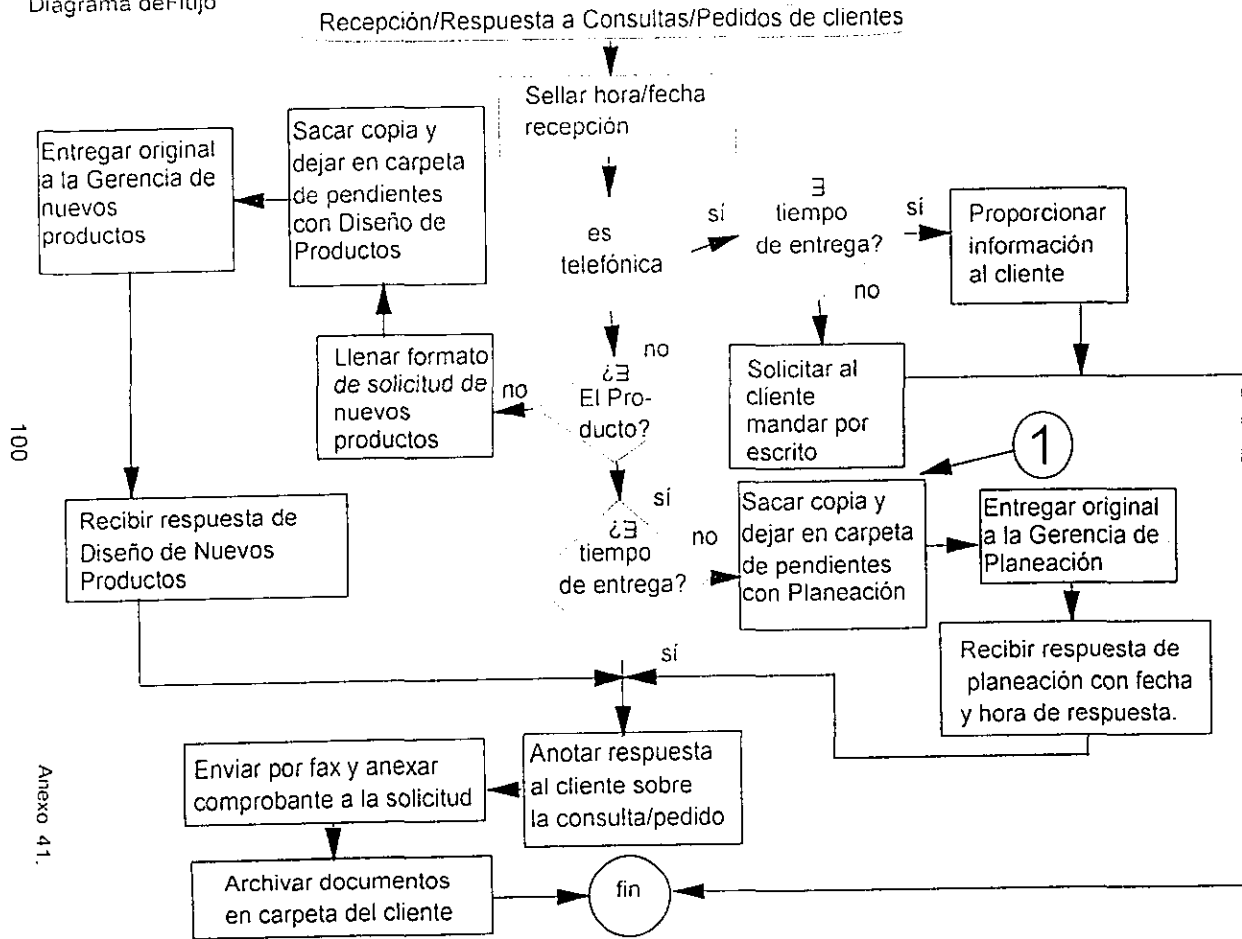 Diagrama deFlujo
Recepción/Respuesta a Consultas/Pedidos de clientes
Sellar hora/fecha
recepción
es
telefónica
sí
∃
tiempo
de entrega?
sí
Proporcionar
información
al cliente
no
Solicitar al
cliente
mandar por
escrito
no
¿∃
El Pro-
ducto?
no
Llenar formato
de solicitud de
nuevos
productos
Sacar copia y
dejar en carpeta
de pendientes
con Diseño de
Productos
Entregar original
a la Gerencia de
nuevos
productos
Recibir respuesta de
Diseño de Nuevos
Productos
sí
¿∃
tiempo
de entrega?
no
Sacar copia y
dejar en carpeta
de pendientes
con Planeación
1
Entregar original
a la Gerencia de
Planeación
Recibir respuesta de
planeación con fecha
y hora de respuesta.
sí
Anotar respuesta
al cliente sobre
la consulta/pedido
Enviar por fax y anexar
comprobante a la solicitud
Archivar documentos
en carpeta del cliente
fin
100
Anexo 41.